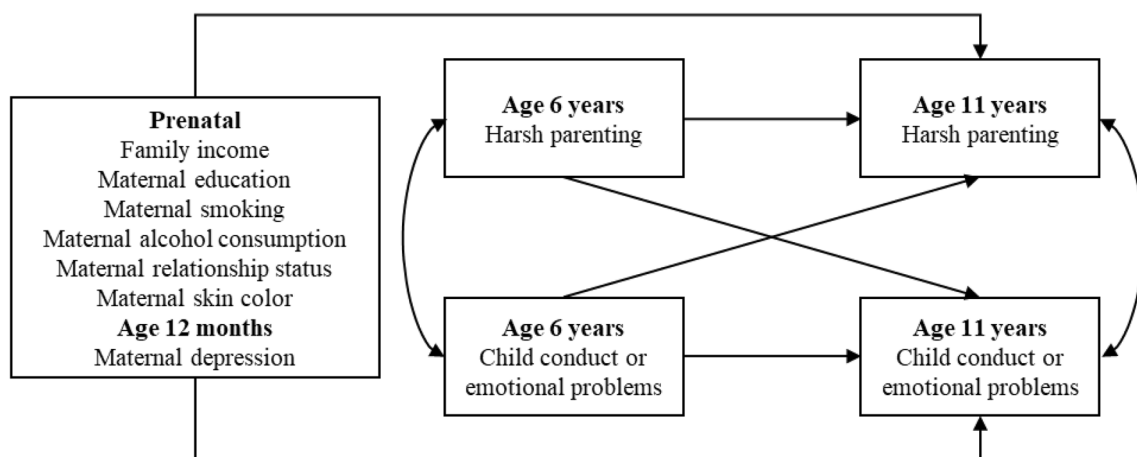 Prenatal
Family income
Maternal education
Maternal smoking
Maternal alcohol consumption
Maternal relationship status
Maternal skin color
Age 12 months
Maternal depression
Age 6 years
Harsh parenting
Age 11 years
Harsh parenting
Age 6 years
Child conduct or
emotional problems
Age 11 years
Child conduct or
emotional problems